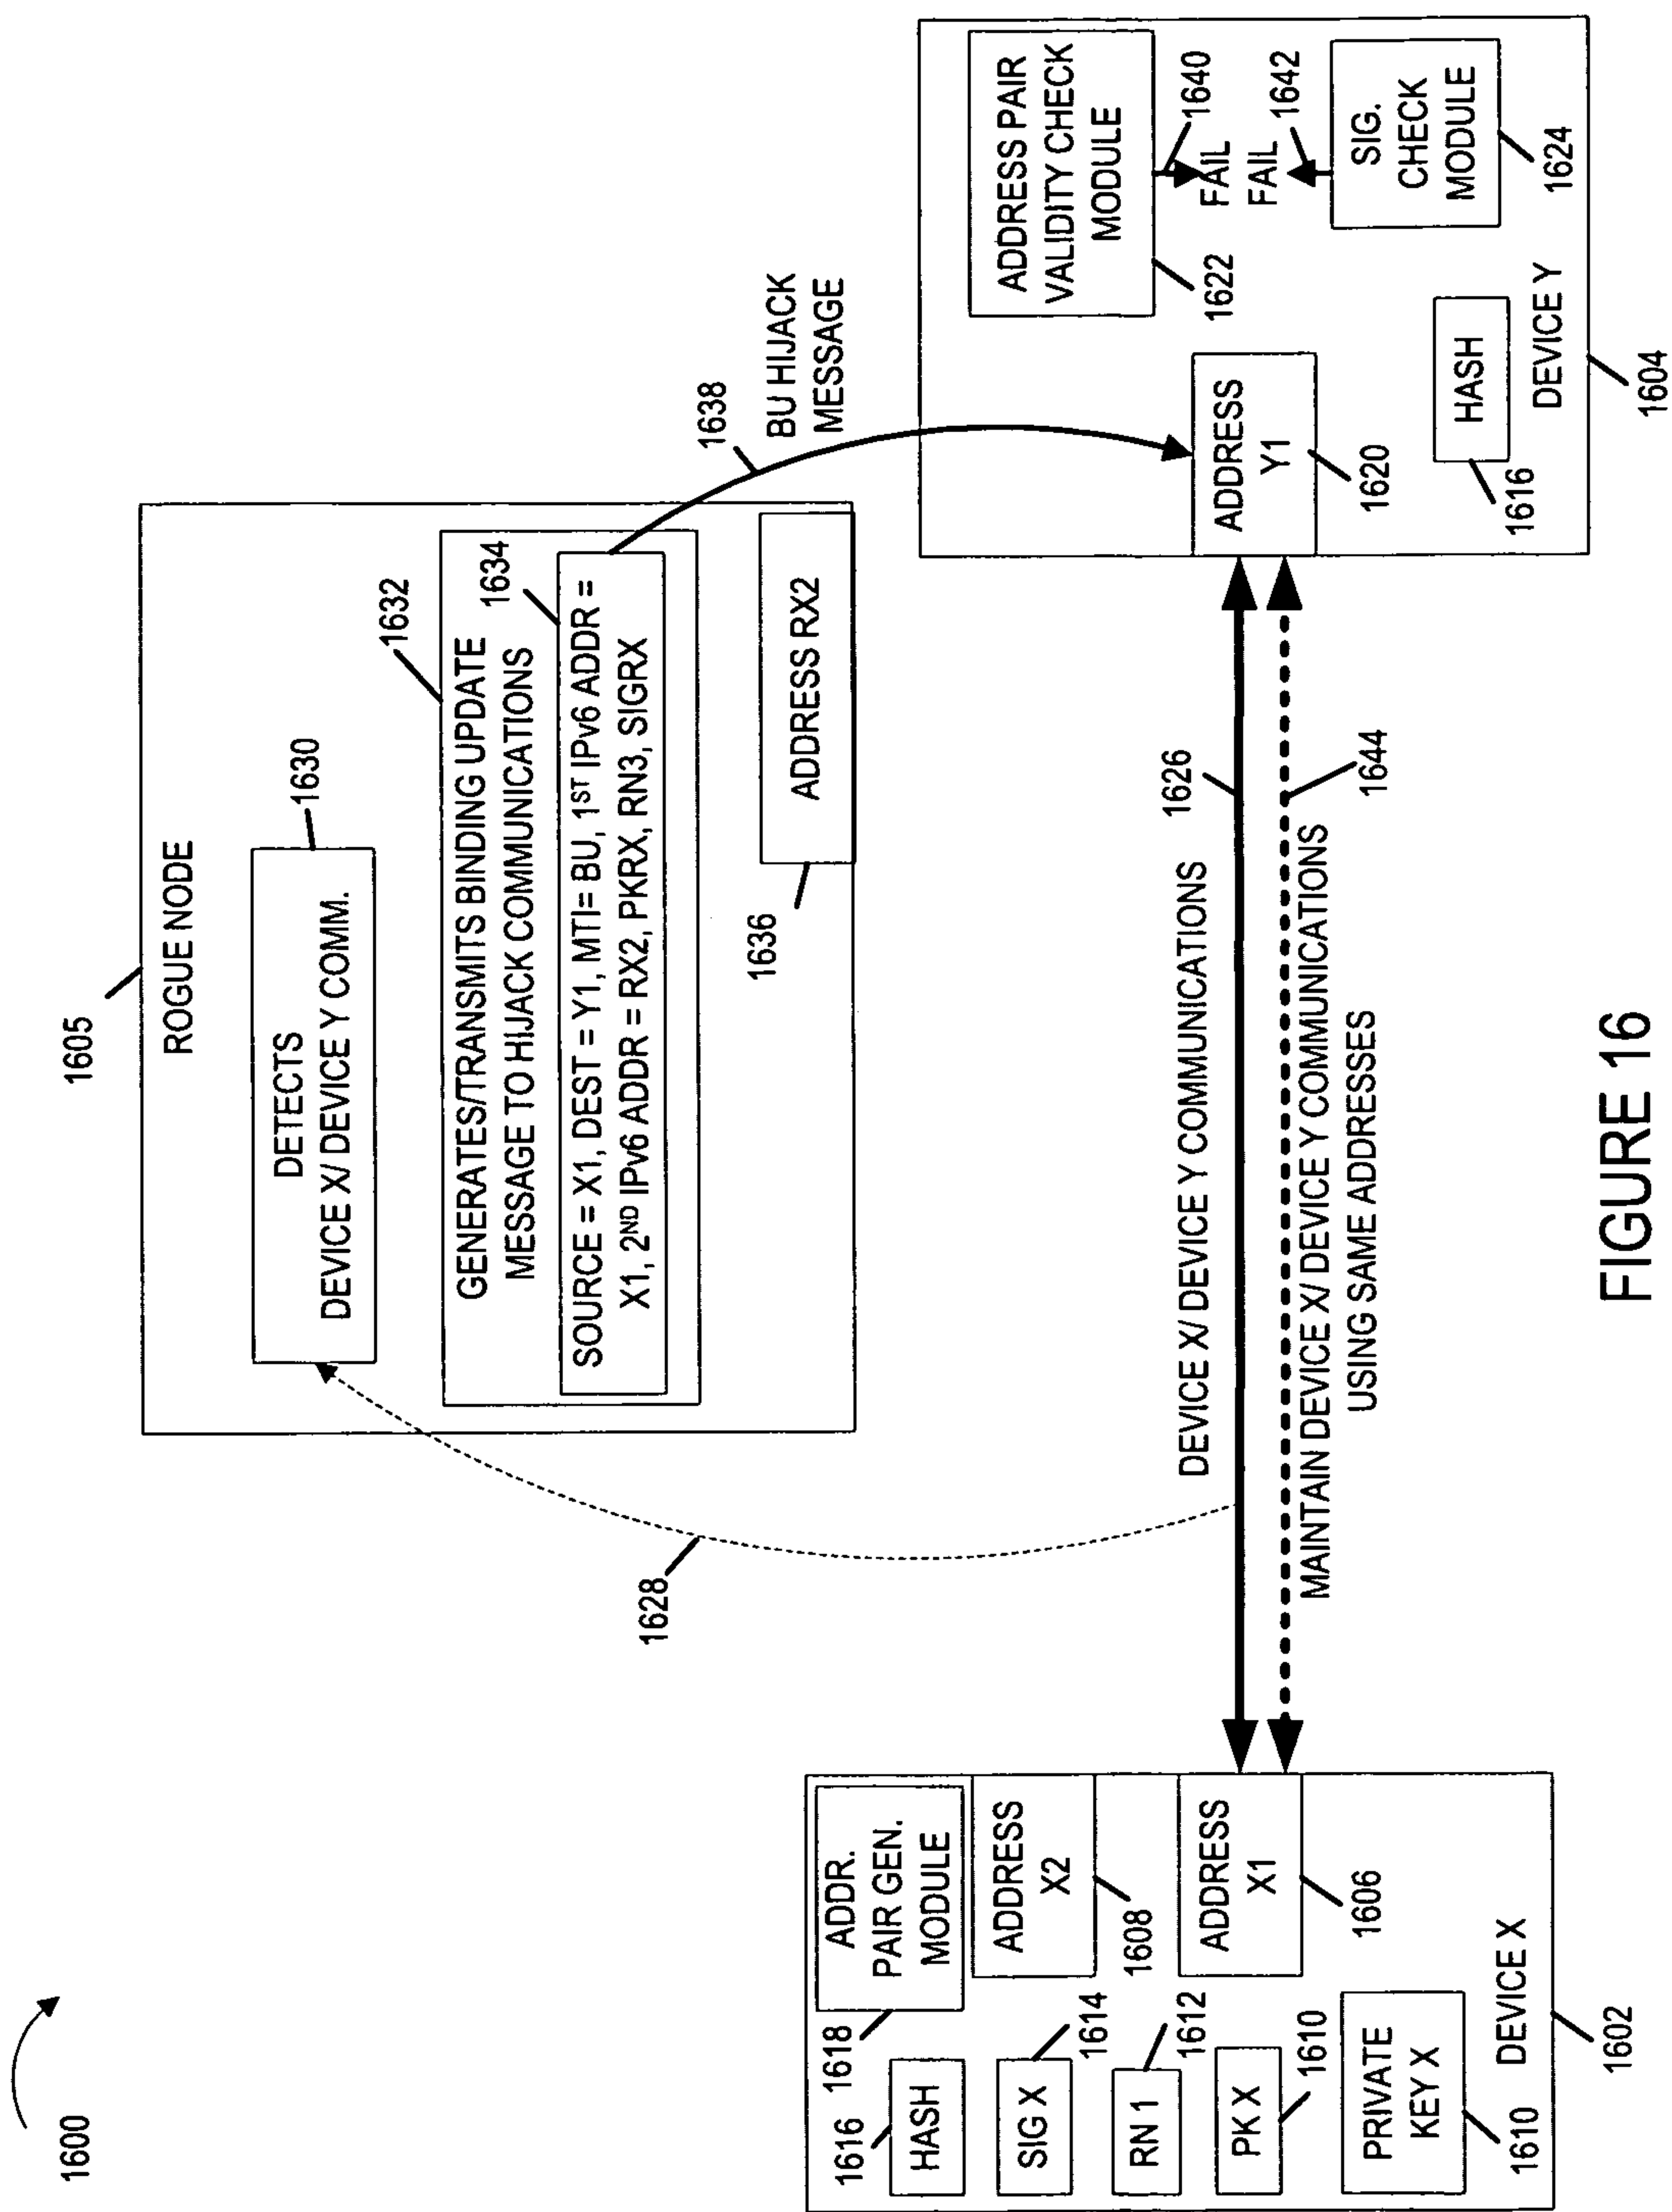 1600
1605
ROGUE NODE
DETECTS
DEVICE X/ DEVICE Y COMM.
1630
1632
GENERATES/TRANSMITS BINDING UPDATE
MESSAGE TO HIJACK COMMUNICATIONS
1634
SOURCE = X1, DEST = Y1, MTI= BU, 1ST IPv6 ADDR =
X1, 2ND IPv6 ADDR = RX2, PKRX, RN3, SIGRX
1636
ADDRESS RX2
1628
1638
BU HIJACK
MESSAGE
1618
ADDR.
PAIR GEN.
MODULE
1616
HASH
SIG X
1614
ADDRESS
X2
1608
RN 1
1612
PK X
1610
ADDRESS
X1
1606
PRIVATE
KEY X
1610
DEVICE X
1602
DEVICE X/ DEVICE Y COMMUNICATIONS
1626
MAINTAIN DEVICE X/ DEVICE Y COMMUNICATIONS
USING SAME ADDRESSES
1644
ADDRESS PAIR
VALIDITY CHECK
MODULE
1622
1640
FAIL
FAIL
1642
ADDRESS
Y1
1620
SIG.
CHECK
MODULE
1624
HASH
1616
DEVICE Y
1604
FIGURE 16